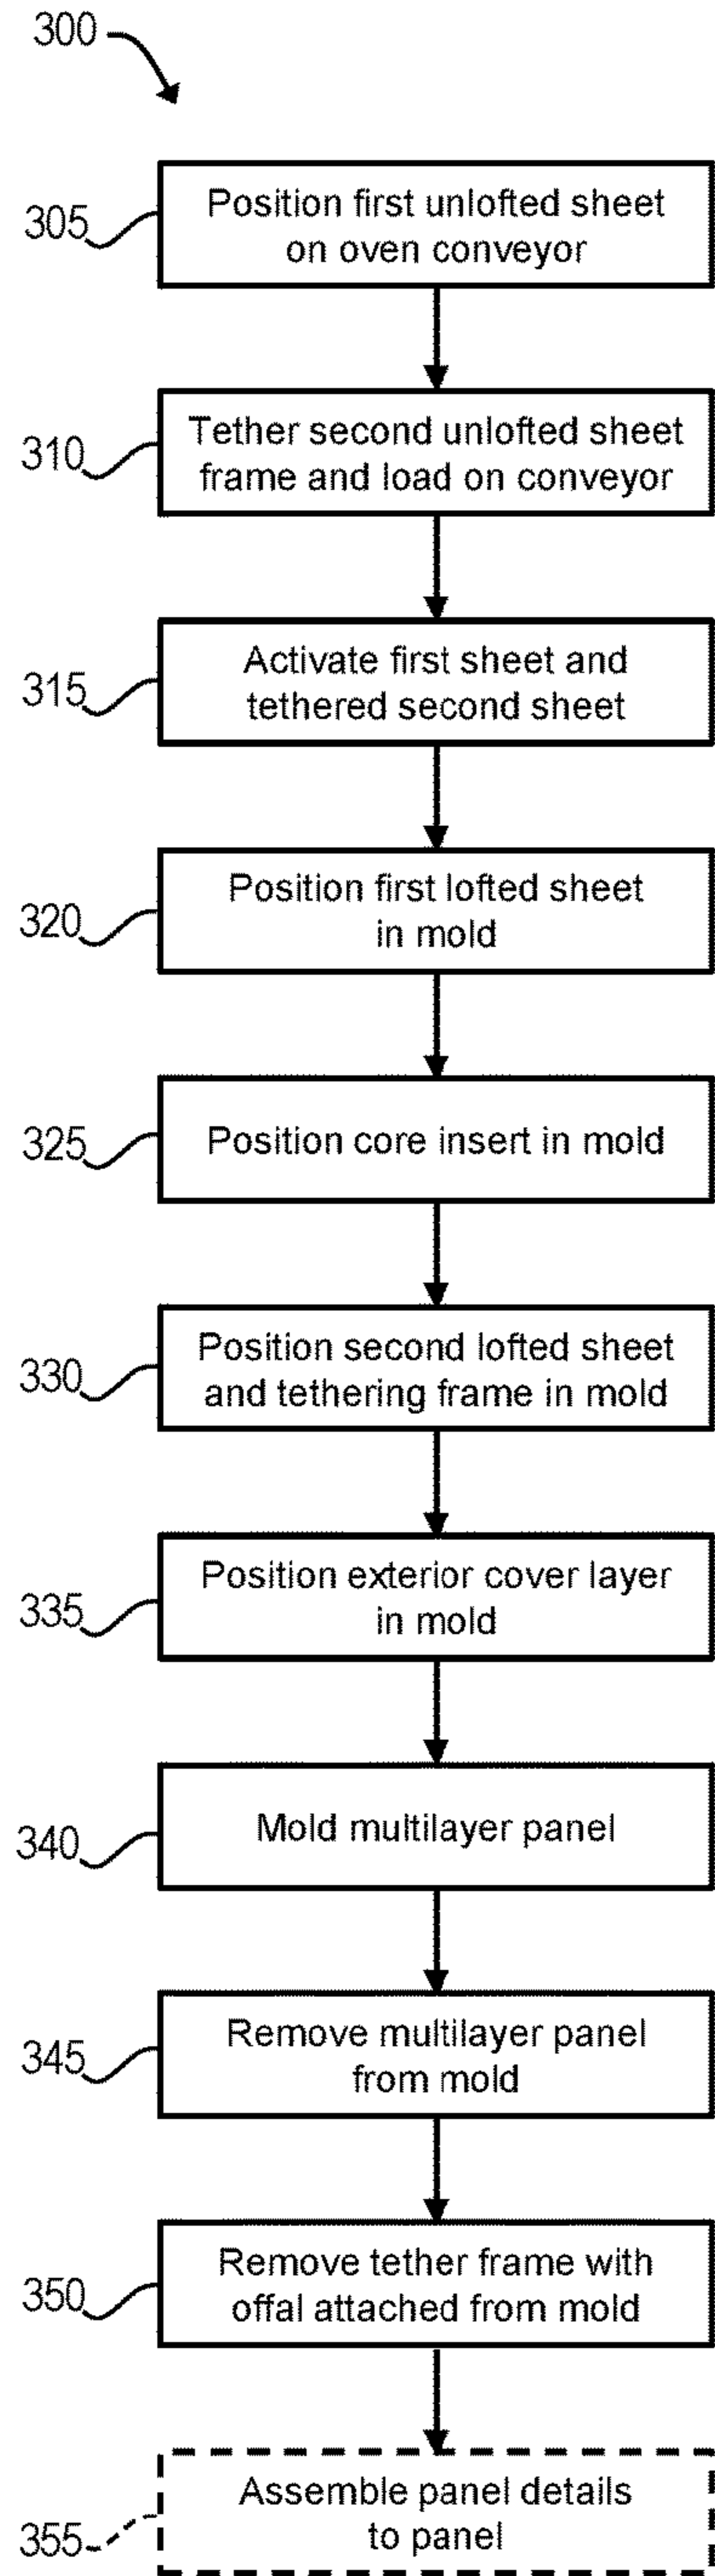 300
305
Position first unlofted sheet
on oven conveyor
310
Tether second unlofted sheet
frame and load on conveyor
315
Activate first sheet and
tethered second sheet
320
Position first lofted sheet
in mold
325
Position core insert in mold
330
Position second lofted sheet
and tethering frame in mold
335
Position exterior cover layer
in mold
340
Mold multilayer panel
345
Remove multilayer panel
from mold
350
Remove tether frame with
offal attached from mold
355
Assemble panel details
to panel